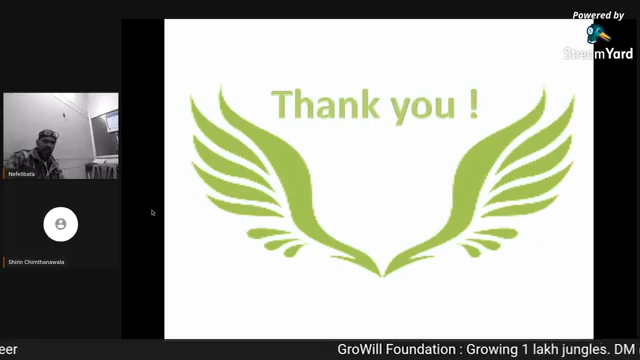 Powered by
StreamYard
Thank you !
Nefelibata
Shirin Chimthanawala
eer
GroWill Foundation : Growing 1 lakh jungles. DM